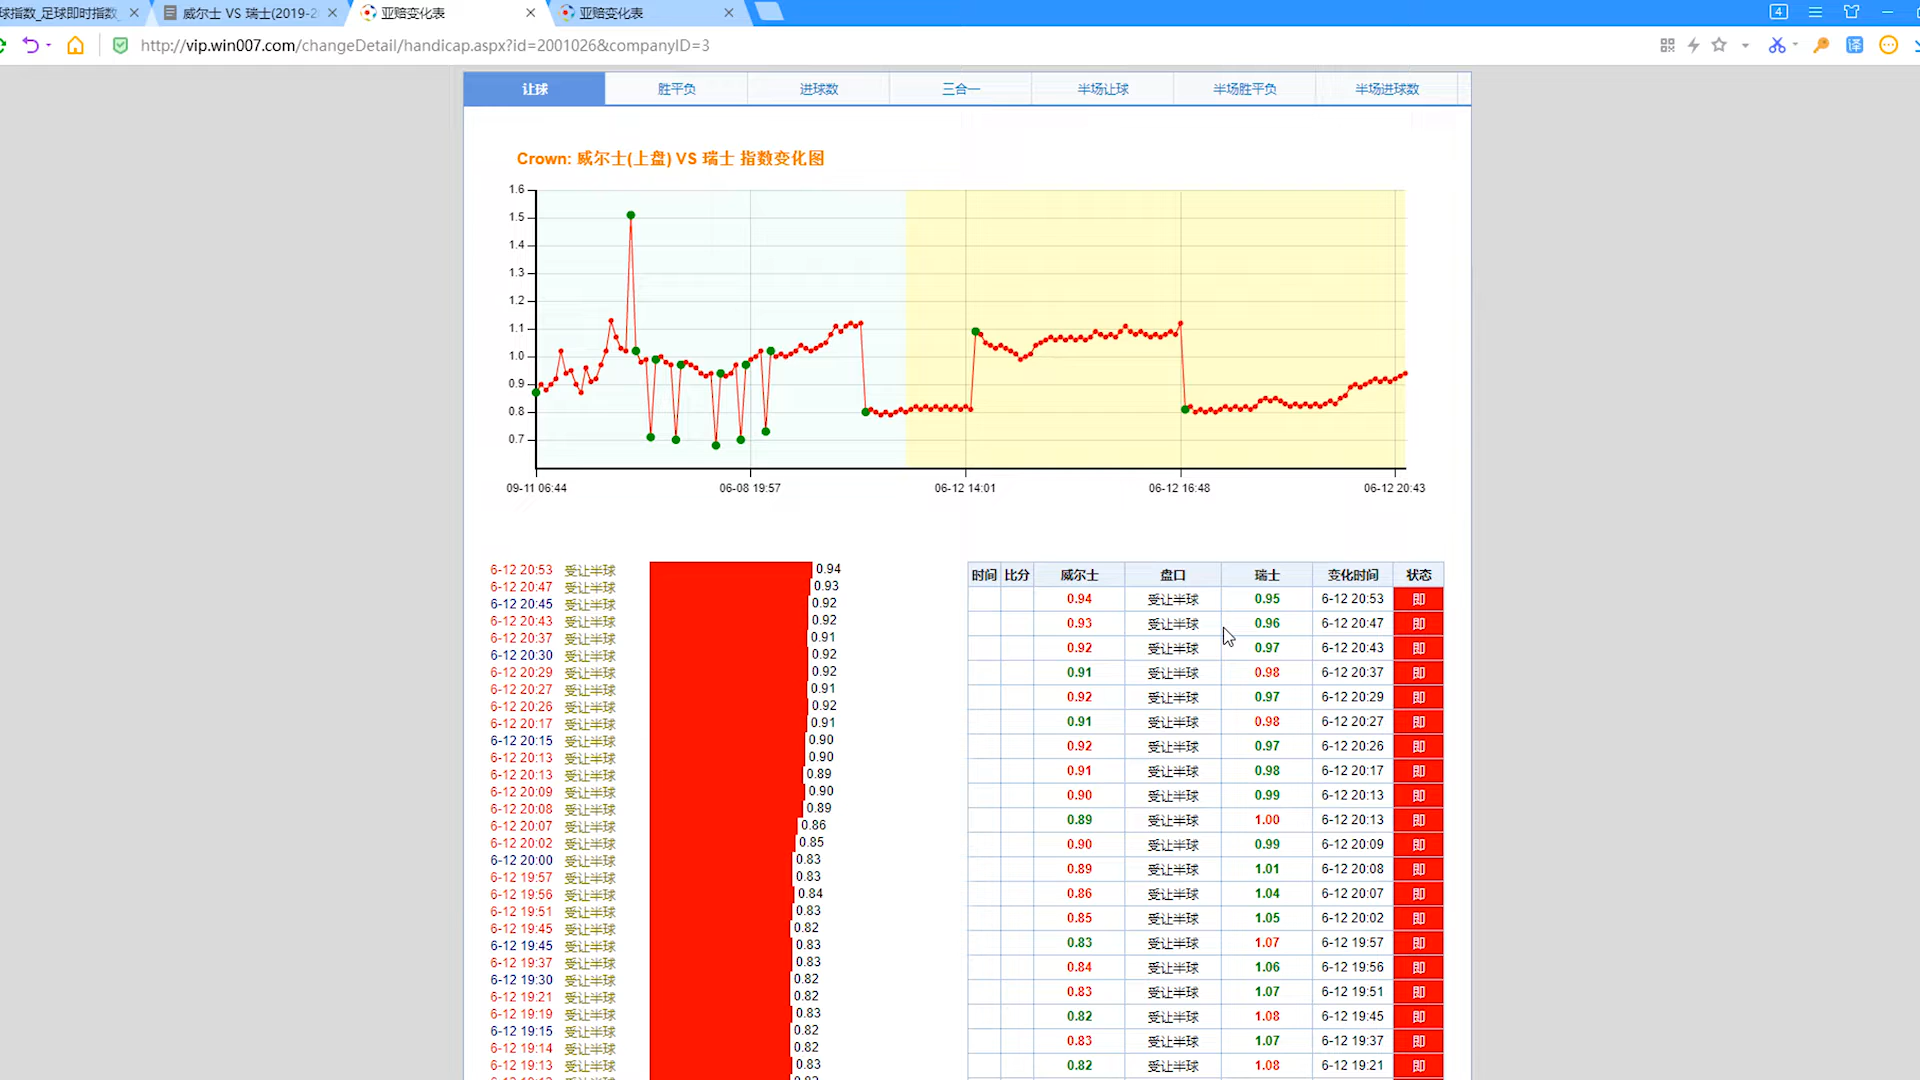 球指数_足球即时指数_
威尔士 VS 瑞士(2019-2
亚赔变化表
亚赔变化表
4
http://vip.win007.com/changeDetail/handicap.aspx?id=2001026&companyID=3
译
让球 胜平负 进球数 三合一 半场让球 半场胜平负 半场进球数
Crown: 威尔士(上盘) VS 瑞士 指数变化图
1.6
1.5
1.4
1.3
1.2
1.1
1.0
0.9
0.8
0.7
09-11 06:44 06-08 19:57 06-12 14:01 06-12 16:48 06-12 20:43
6-12 20:53 受让半球 0.94
6-12 20:47 受让半球 0.93
6-12 20:45 受让半球 0.92
6-12 20:43 受让半球 0.92
6-12 20:37 受让半球 0.91
6-12 20:30 受让半球 0.92
6-12 20:29 受让半球 0.92
6-12 20:27 受让半球 0.91
6-12 20:26 受让半球 0.92
6-12 20:17 受让半球 0.91
6-12 20:15 受让半球 0.90
6-12 20:13 受让半球 0.90
6-12 20:13 受让半球 0.89
6-12 20:09 受让半球 0.90
6-12 20:08 受让半球 0.89
6-12 20:07 受让半球 0.86
6-12 20:02 受让半球 0.85
6-12 20:00 受让半球 0.83
6-12 19:57 受让半球 0.83
6-12 19:56 受让半球 0.84
6-12 19:51 受让半球 0.83
6-12 19:45 受让半球 0.82
6-12 19:45 受让半球 0.83
6-12 19:37 受让半球 0.83
6-12 19:30 受让半球 0.82
6-12 19:21 受让半球 0.82
6-12 19:19 受让半球 0.83
6-12 19:15 受让半球 0.82
6-12 19:14 受让半球 0.82
6-12 19:13 受让半球 0.83
时间 比分 威尔士 盘口 瑞士 变化时间 状态
0.94 受让半球 0.95 6-12 20:53 即
0.93 受让半球 0.96 6-12 20:47 即
0.92 受让半球 0.97 6-12 20:43 即
0.91 受让半球 0.98 6-12 20:37 即
0.92 受让半球 0.97 6-12 20:29 即
0.91 受让半球 0.98 6-12 20:27 即
0.92 受让半球 0.97 6-12 20:26 即
0.91 受让半球 0.98 6-12 20:17 即
0.90 受让半球 0.99 6-12 20:13 即
0.89 受让半球 1.00 6-12 20:13 即
0.90 受让半球 0.99 6-12 20:09 即
0.89 受让半球 1.01 6-12 20:08 即
0.86 受让半球 1.04 6-12 20:07 即
0.85 受让半球 1.05 6-12 20:02 即
0.83 受让半球 1.07 6-12 19:57 即
0.84 受让半球 1.06 6-12 19:56 即
0.83 受让半球 1.07 6-12 19:51 即
0.82 受让半球 1.08 6-12 19:45 即
0.83 受让半球 1.07 6-12 19:37 即
0.82 受让半球 1.08 6-12 19:21 即